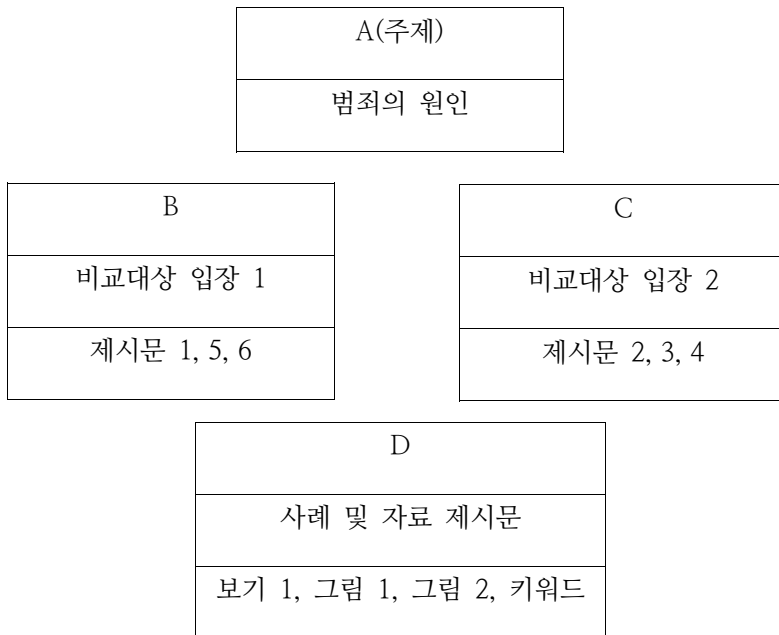 A(주제)
범죄의 원인
B
비교대상 입장 1
제시문 1, 5, 6
C
비교대상 입장 2
제시문 2, 3, 4
D
사례 및 자료 제시문
보기 1, 그림 1, 그림 2, 키워드